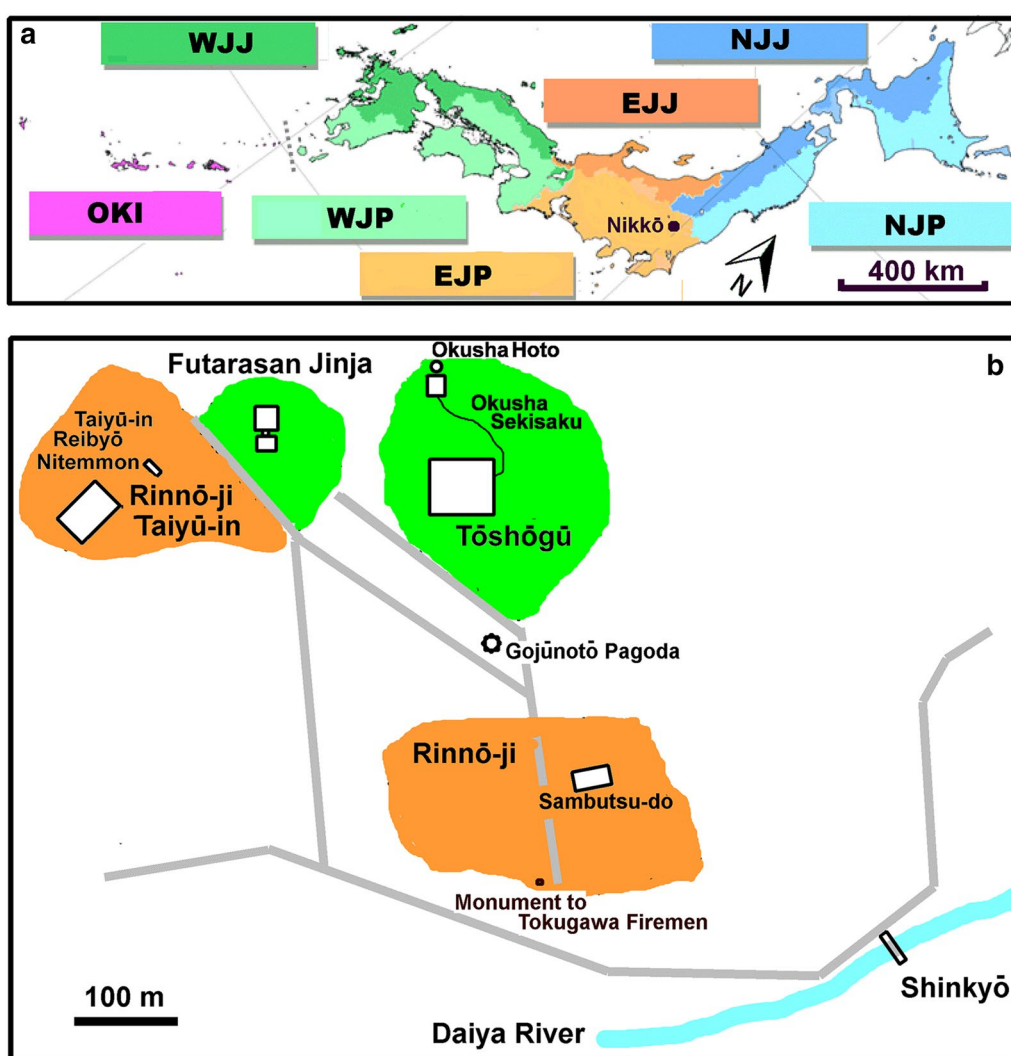 a
WJJ
NJJ
EJJ
OKI
WJP
Nikkō
NJP
EJP
N
400 km
b
Okusha Hoto
Futarasan Jinja
Okusha
Sekisaku
Taiyū-in
Reibyō
Nitemmon
Rinnō-ji
Taiyū-in
Tōshōgū
Gojūnotō Pagoda
Rinnō-ji
Sambutsu-dō
Monument to
Tokugawa Firemen
Shinkyō
100 m
Daiya River